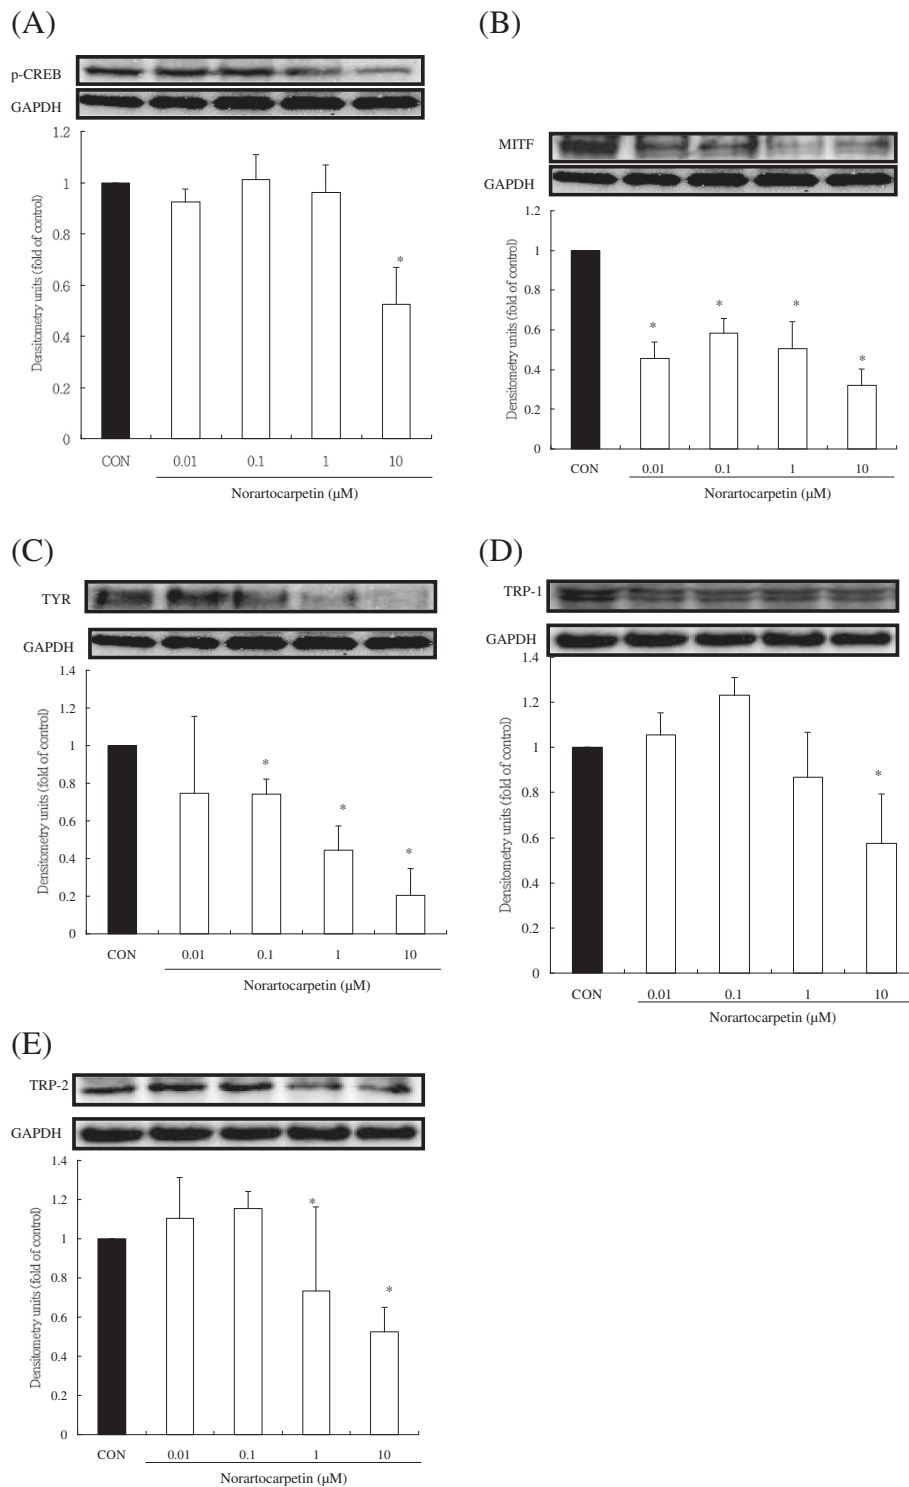 (A)
p-CREB
GAPDH
1.2
1
0.8
0.6
0.4
0.2
0
Densitometry units (fold of control)
*
CON 0.01 0.1 1 10
Norartocarpetin (μM)
(B)
MITF
GAPDH
1.2
1
0.8
0.6
0.4
0.2
0
Densitometry units (fold of control)
* * * *
CON 0.01 0.1 1 10
Norartocarpetin (μM)
(C)
TYR
GAPDH
1.4
1.2
1
0.8
0.6
0.4
0.2
0
Densitometry units (fold of control)
* * *
CON 0.01 0.1 1 10
Norartocarpetin (μM)
(D)
TRP-1
GAPDH
1.4
1.2
1
0.8
0.6
0.4
0.2
0
Densitometry units (fold of control)
*
CON 0.01 0.1 1 10
Norartocarpetin (μM)
(E)
TRP-2
GAPDH
1.4
1.2
1
0.8
0.6
0.4
0.2
0
Densitometry units (fold of control)
* *
CON 0.01 0.1 1 10
Norartocarpetin (μM)